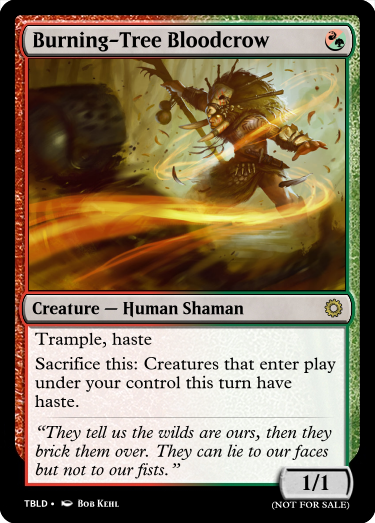 Burning-Tree Bloodcrow
Creature — Human Shaman
Trample, haste
Sacrifice this: Creatures that enter play
under your control this turn have
haste.
“They tell us the wilds are ours, then they
brick them over. They can lie to our faces
but not to our fists.”
1/1
TBLD • Bob Kehl
(NOT FOR SALE)